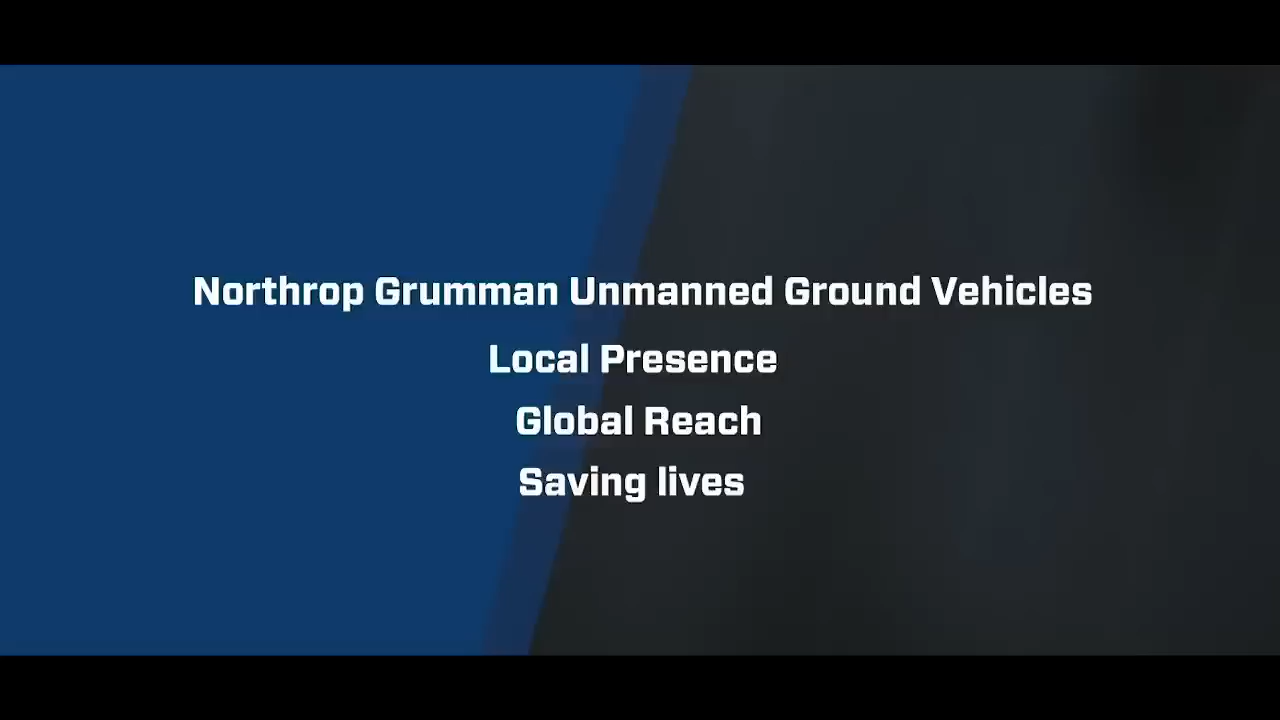 Northrop Grumman Unmanned Ground Vehicles
Local Presence
Global Reach
Saving lives